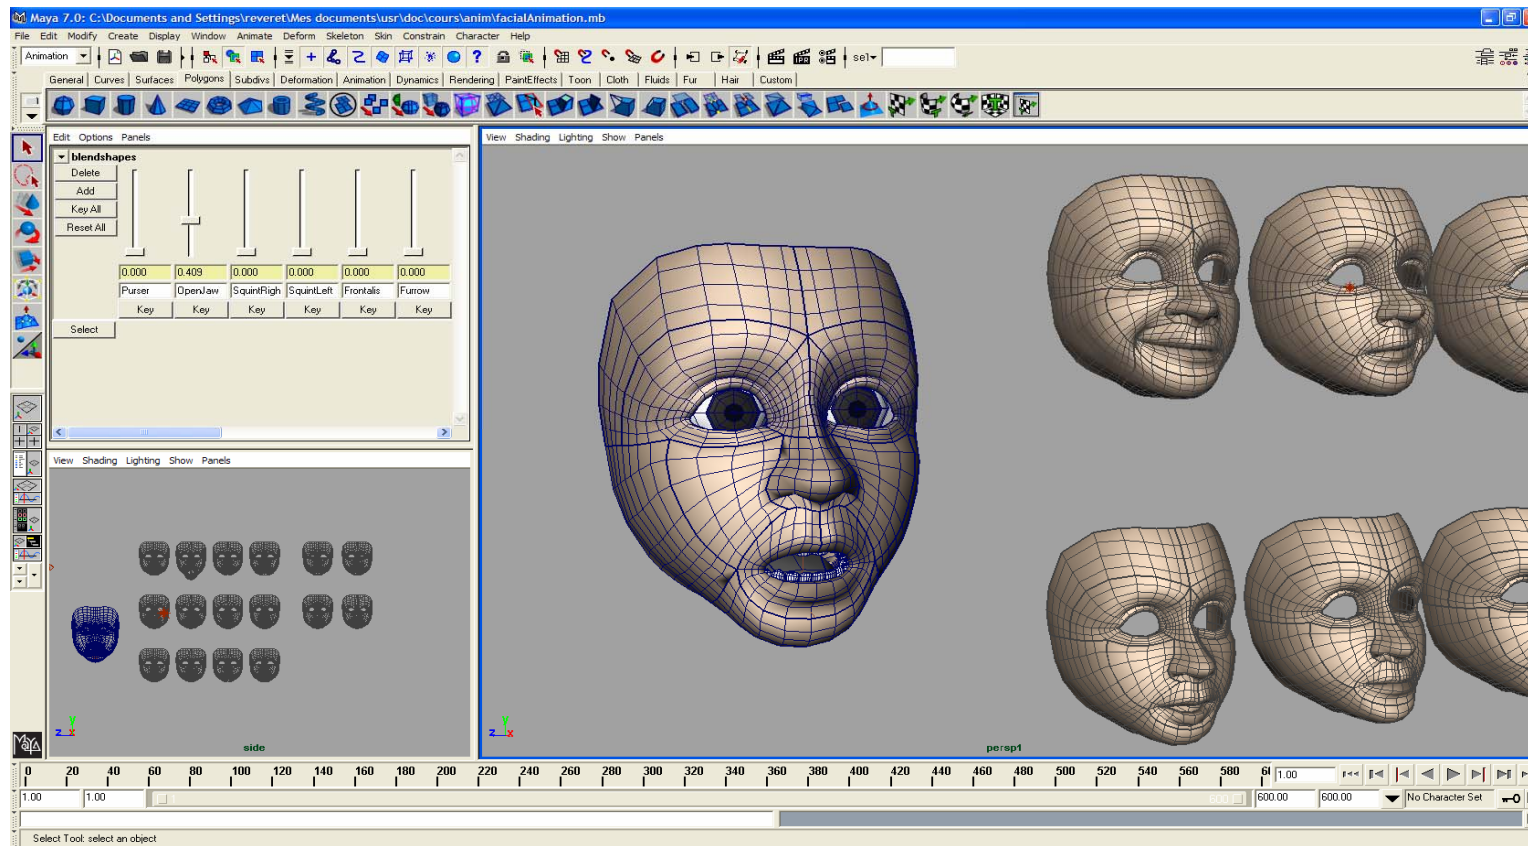 Maya 7.0: C:\Documents and Settings\reveret\Mes documents\usr\doc\cours\anim/facialAnimation.mb
File Edit Modify Create Display Window Animate Deform Skeleton Skin Constrain Character Help
Animation sel
General Curves Surfaces Polygons Subdivs Deformation Animation Dynamics Rendering PaintEffects Toon Cloth Fluids Fur Hair Custom
Edit Options Panels
blendshapes
Delete
Add
Key All
Reset All
0.000 0.409 0.000 0.000 0.000 0.000
Purser OpenJaw SquintRigh SquintLeft Frontalis Furrow
Key Key Key Key Key Key
Select
View Shading Lighting Show Panels
y
z x
side
View Shading Lighting Show Panels
y
z x
persp1
0 20 40 60 80 100 120 140 160 180 200 220 240 260 280 300 320 340 360 380 400 420 440 460 480 500 520 540 560 580 1.00
1.00 1.00 600 600.00 600.00 No Character Set
Select Tool: select an object
MAYA